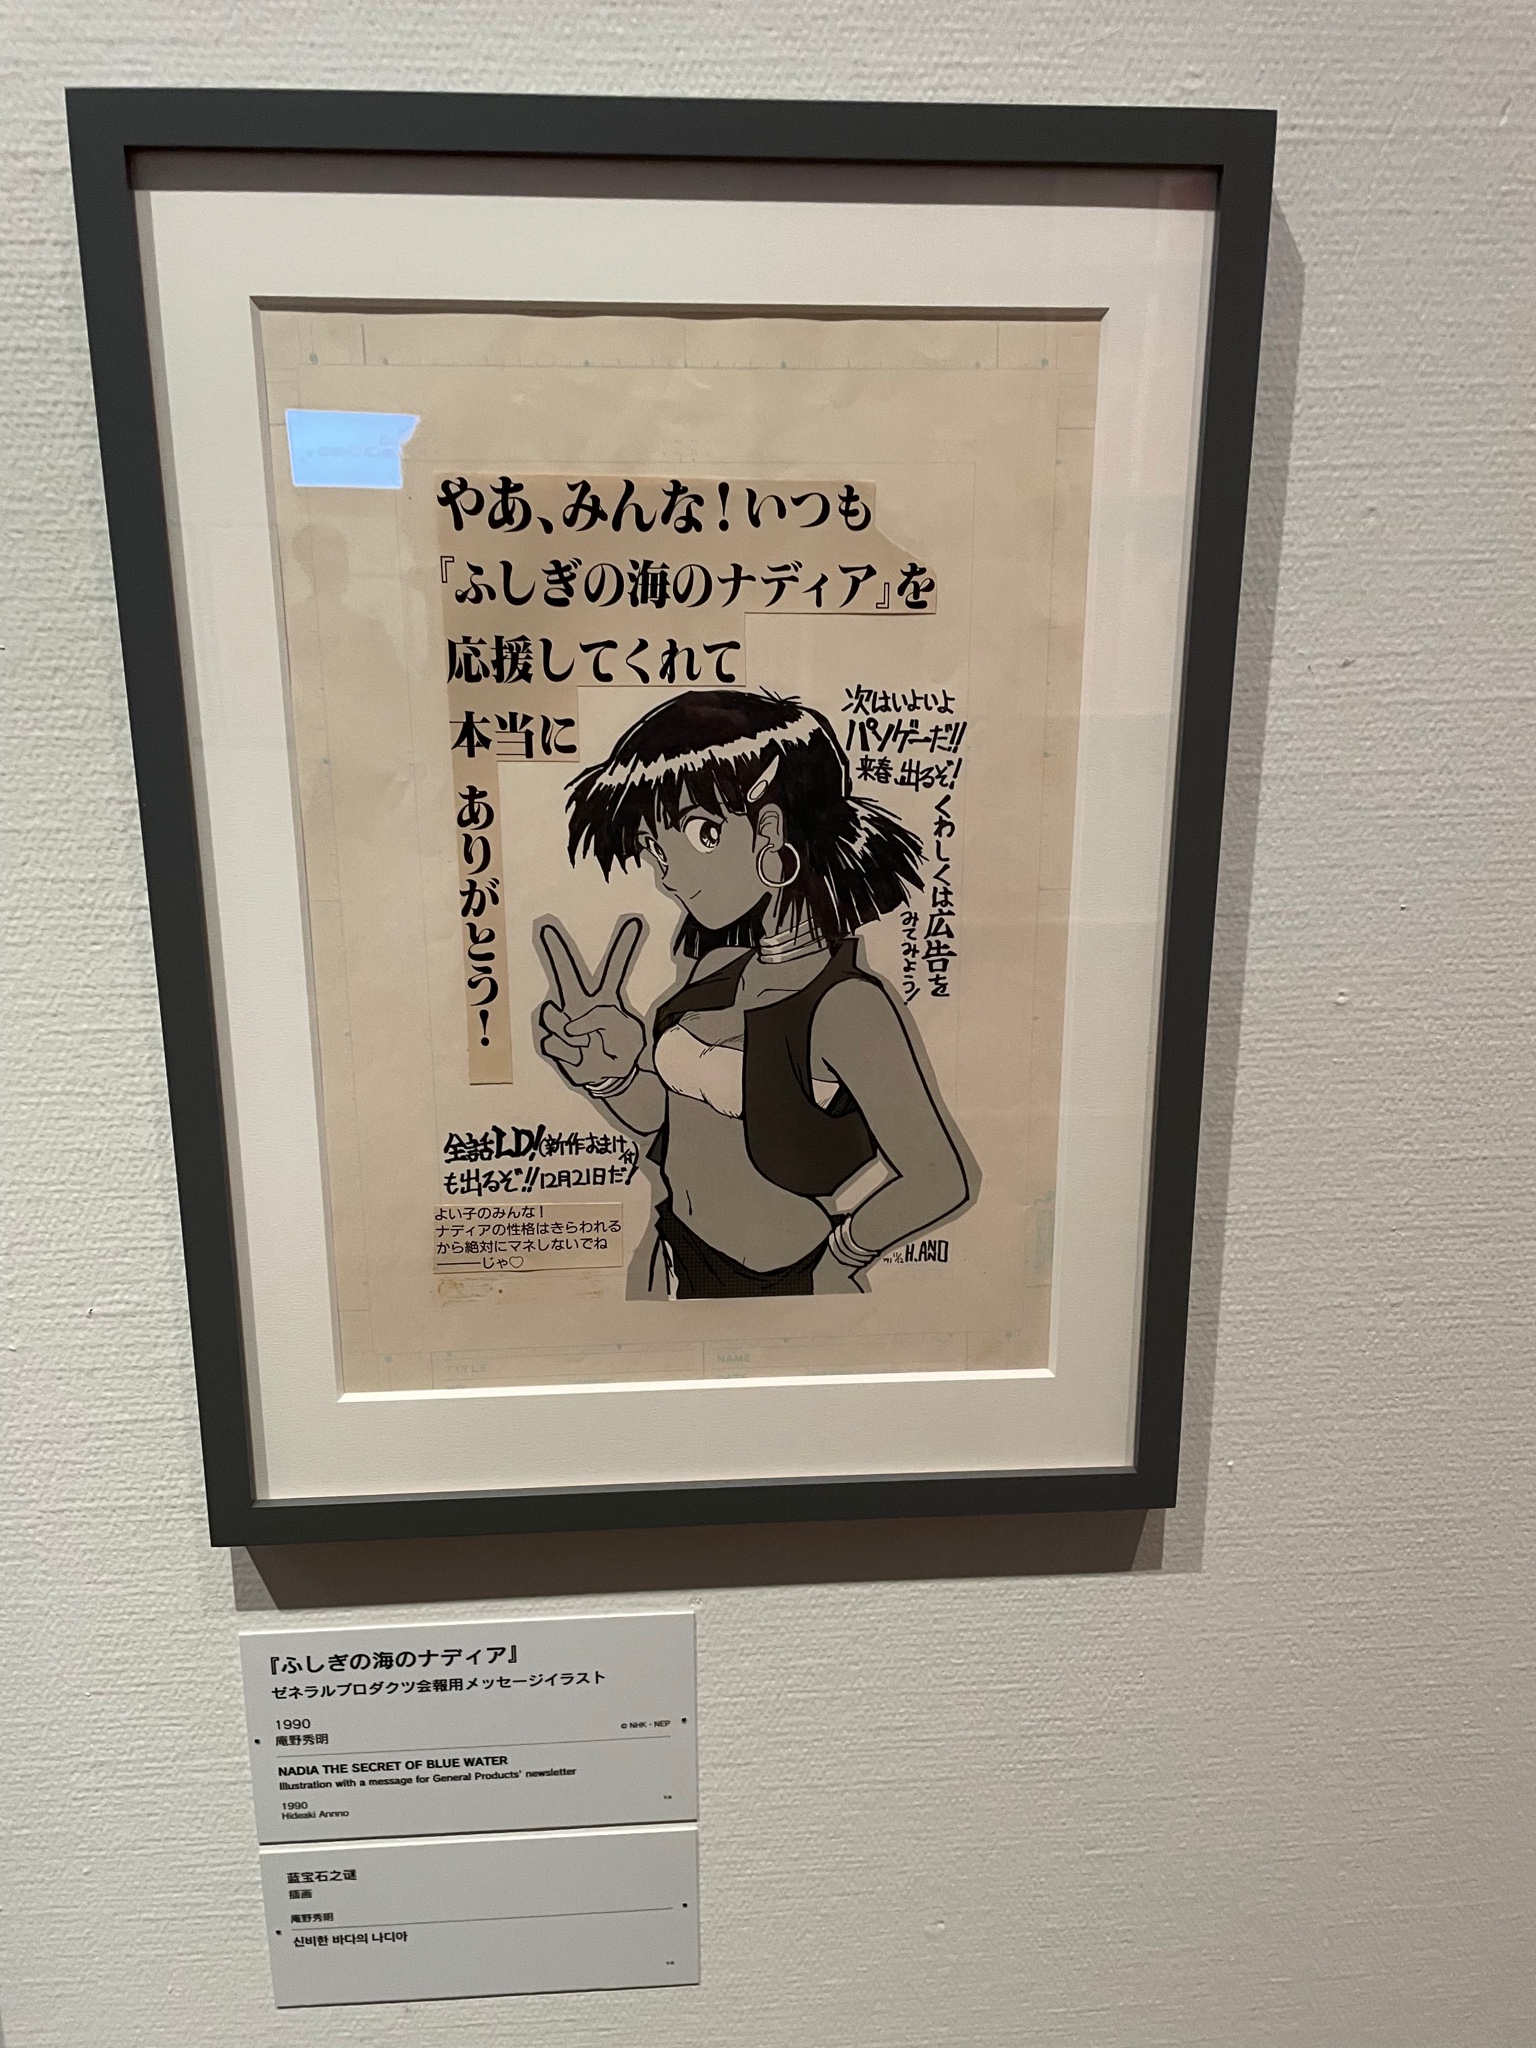 やあ、みんな！いつも
『ふしぎの海のナディア』を
応援してくれて
本当に
ありがとう！
次はいよいよ
パソゲーだ!!
来春、出るぞ！
くわしくは広告を
みてみよう！
全話LD！(新作おまけ付)
も出るぞ!!12月21日だ！
よい子のみんな！
ナディアの性格はきらわれる
から絶対にマネしないでね
―――じゃ♡
H.ANNO
TITLE
NAME
『ふしぎの海のナディア』
ゼネラルプロダクツ会報用メッセージイラスト
1990
庵野秀明
© NHK・NEP
NADIA THE SECRET OF BLUE WATER
Illustration with a message for General Products' newsletter
1990
Hideaki Annno
蓝宝石之谜
插画
庵野秀明
신비한 바다의 나디아